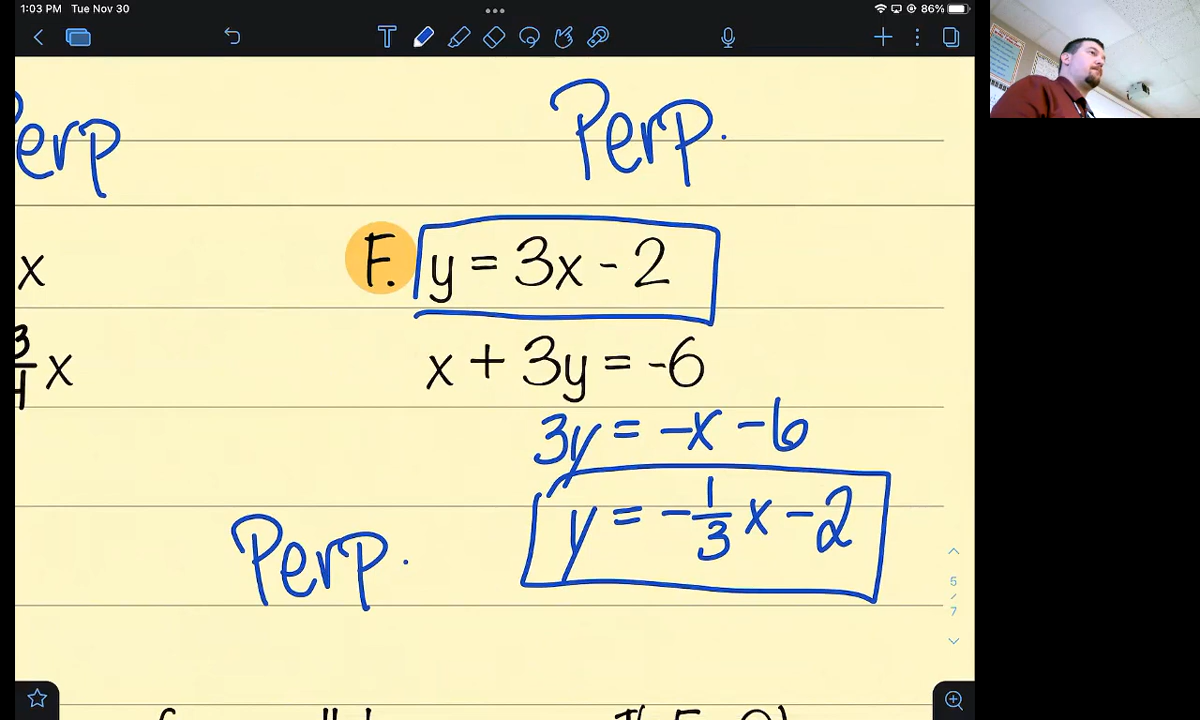 1:03 PM Tue Nov 30
86%
Perp.
F. y = 3x - 2
x
x + 3y = -6
x
3y = -x - 6
y = -1/3 x - 2
Perp.
5
/
7